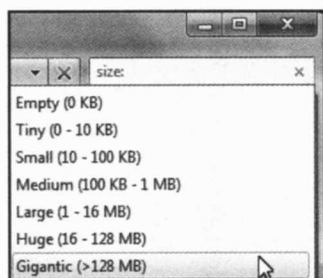 size:
Empty (0 KB)
Tiny (0 - 10 KB)
Small (10 - 100 KB)
Medium (100 KB - 1 MB)
Large (1 - 16 MB)
Huge (16 - 128 MB)
Gigantic (>128 MB)